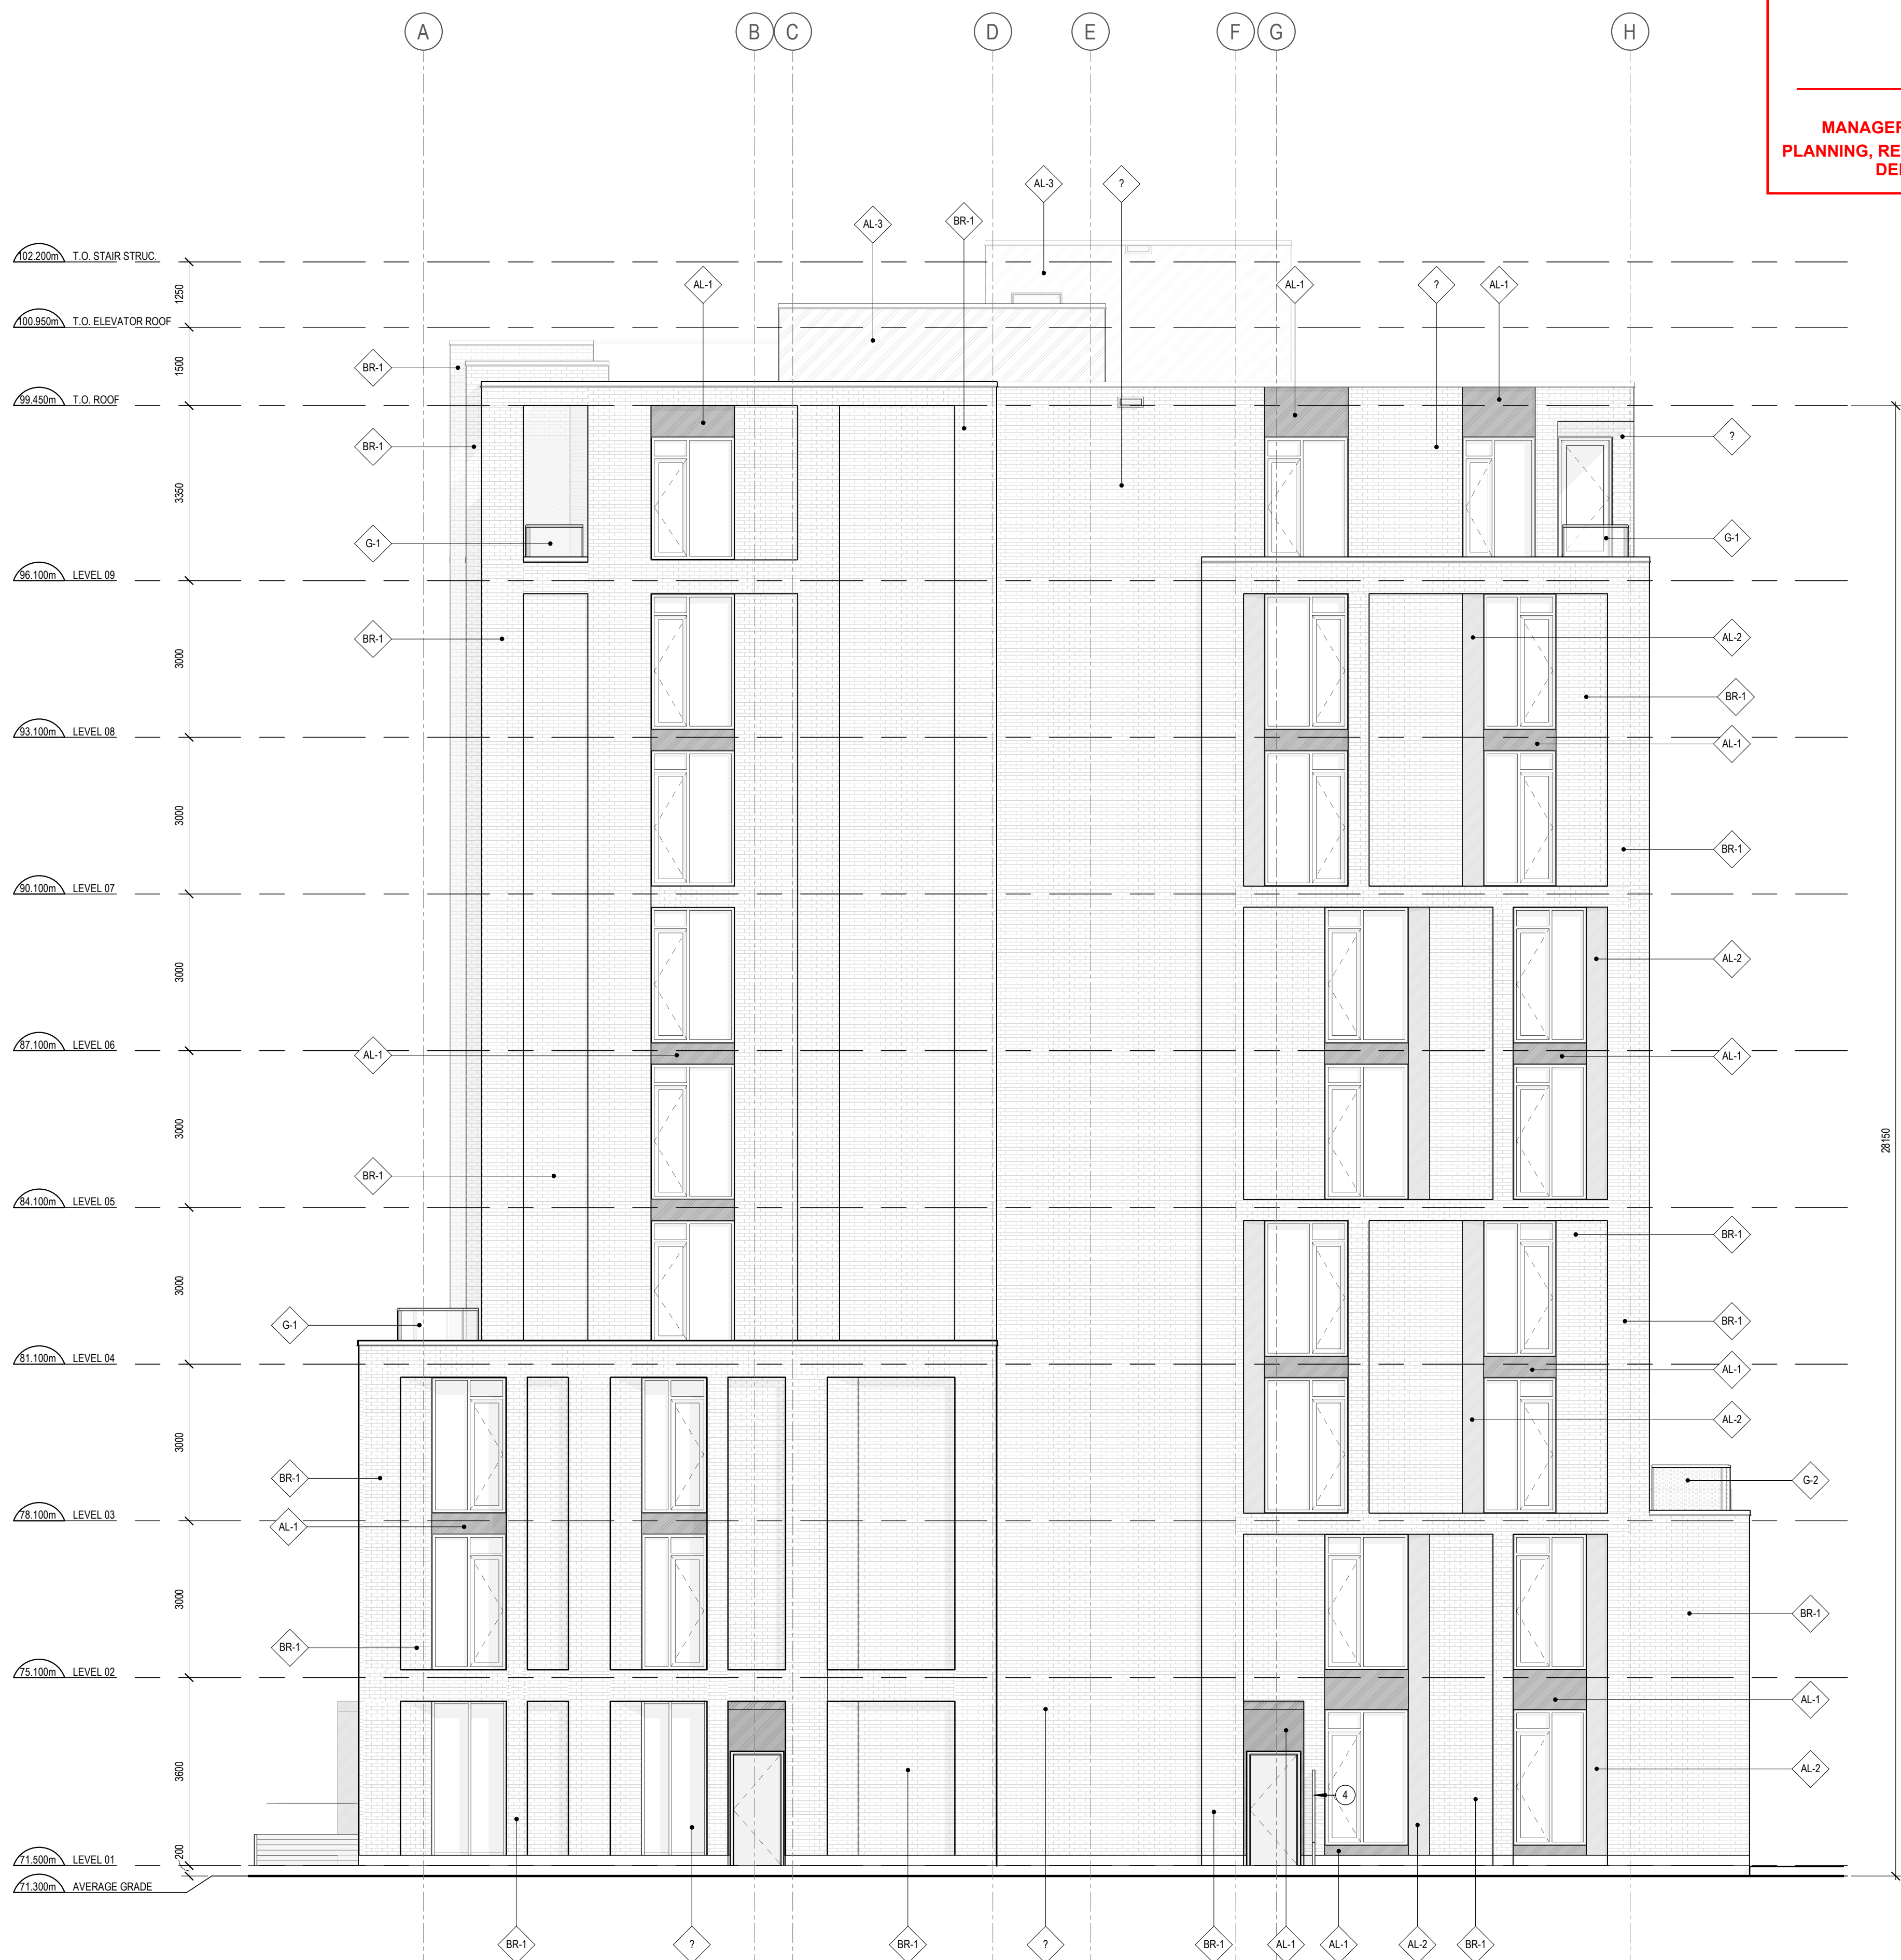 A
B
C
D
E
F
G
H
MANAGER
PLANNING, RE
DE
AL-3
?
AL-3
BR-1
102.200m T.O. STAIR STRUC.
1250
AL-1
AL-1
?
AL-1
100.950m T.O. ELEVATOR ROOF
1500
BR-1
99.450m T.O. ROOF
BR-1
?
3350
G-1
G-1
96.100m LEVEL 09
BR-1
AL-2
3000
BR-1
93.100m LEVEL 08
AL-1
3000
BR-1
90.100m LEVEL 07
3000
AL-2
87.100m LEVEL 06
AL-1
AL-1
3000
28150
BR-1
84.100m LEVEL 05
BR-1
3000
G-1
BR-1
81.100m LEVEL 04
AL-1
3000
AL-2
BR-1
G-2
78.100m LEVEL 03
AL-1
3000
BR-1
BR-1
75.100m LEVEL 02
AL-1
3600
AL-2
4
200
71.500m LEVEL 01
71.300m AVERAGE GRADE
BR-1
?
BR-1
?
BR-1
AL-1
AL-1
AL-2
BR-1